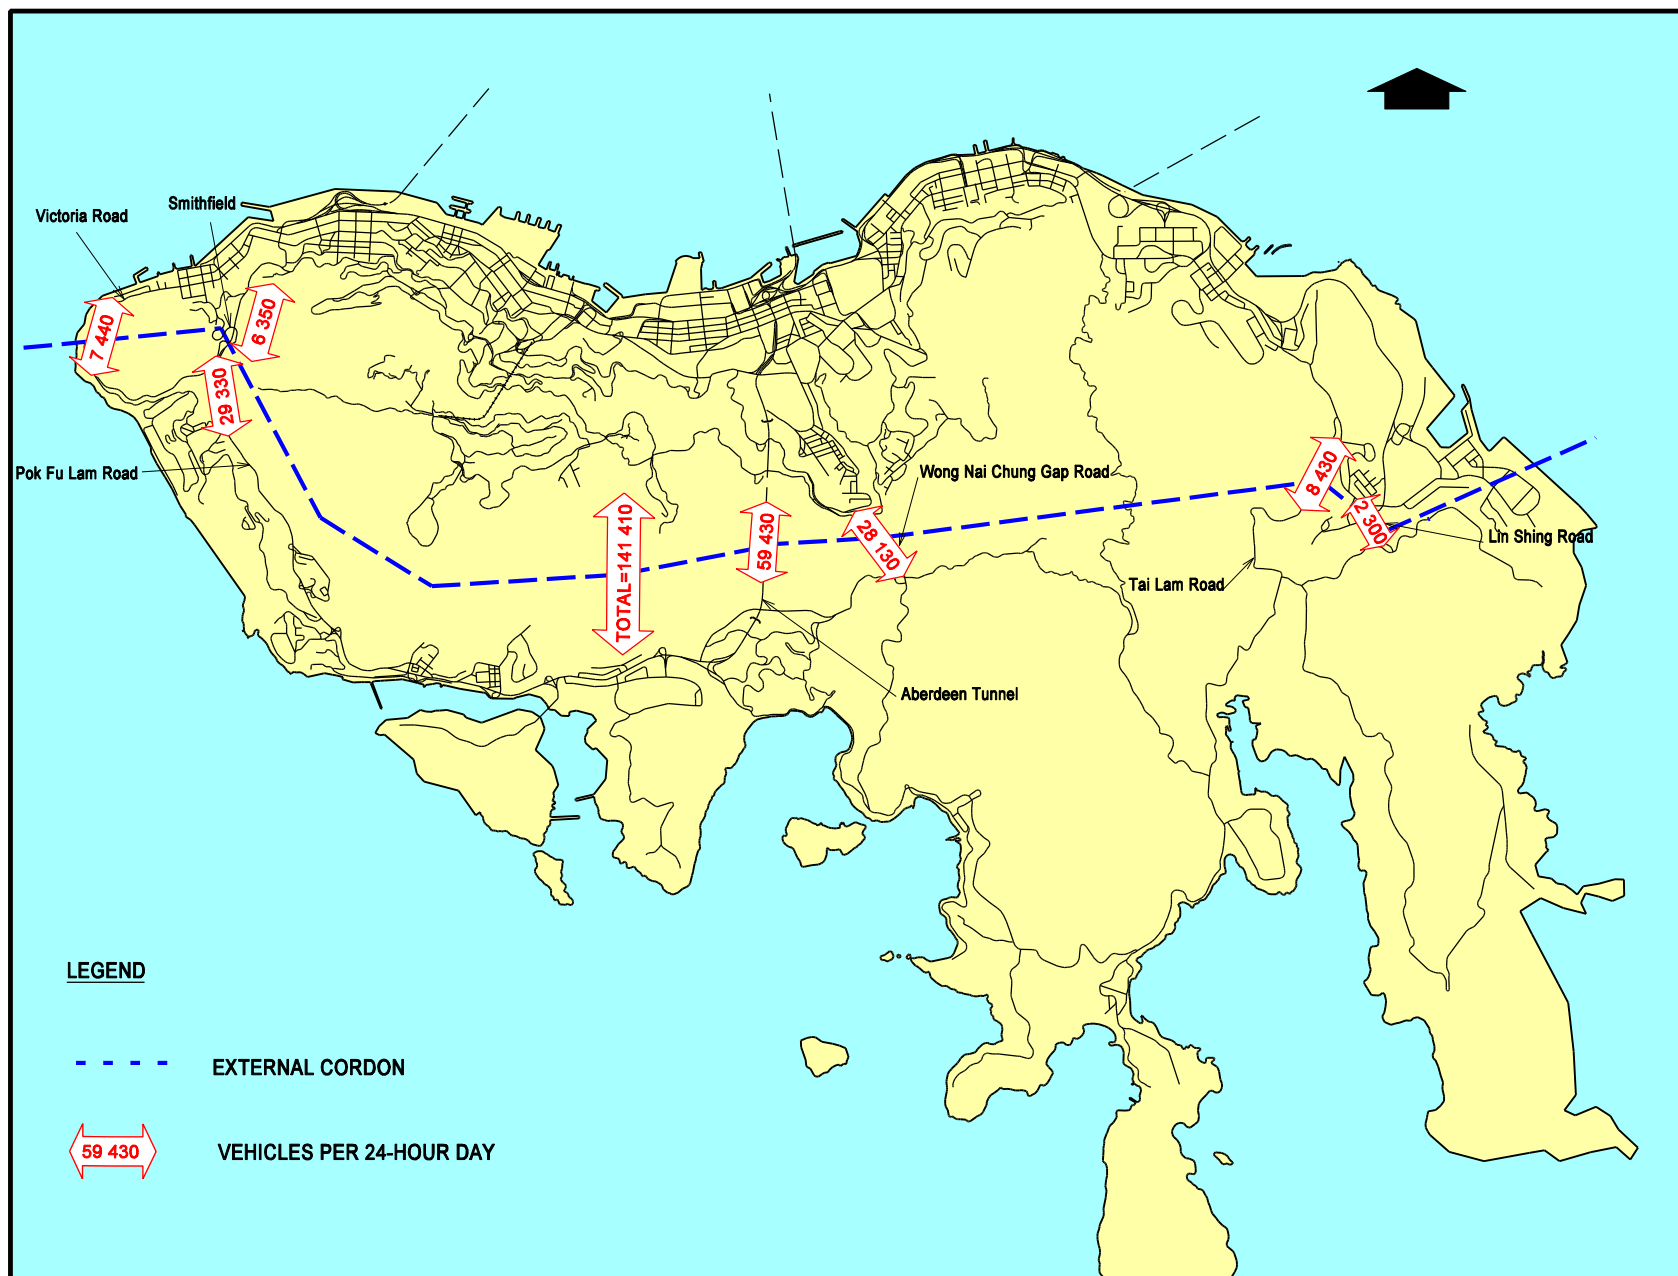 Smithfield
Victoria Road
7 440
6 350
29 330
Pok Fu Lam Road
Wong Nai Chung Gap Road
8 430
2 300
TOTAL=141 410
59 430
28 130
Lin Shing Road
Tai Lam Road
Aberdeen Tunnel
LEGEND
EXTERNAL CORDON
59 430
VEHICLES PER 24-HOUR DAY